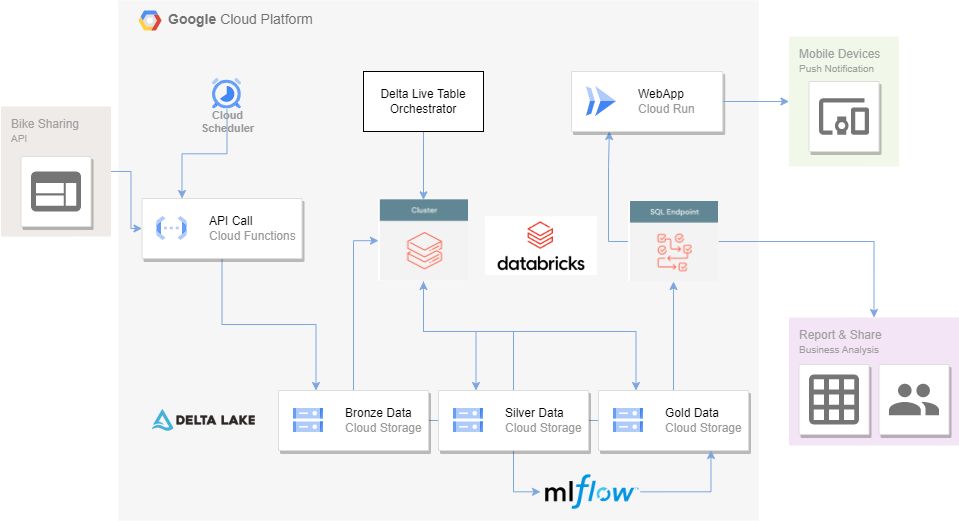 Google Cloud Platform
Mobile Devices
Push Notification
Delta Live Table
Orchestrator
WebApp
Cloud Run
Cloud
Scheduler
Bike Sharing
API
API Call
Cloud Functions
Cluster
SQL Endpoint
databricks
Report & Share
Business Analysis
DELTA LAKE
Bronze Data
Cloud Storage
Silver Data
Cloud Storage
Gold Data
Cloud Storage
mlflow